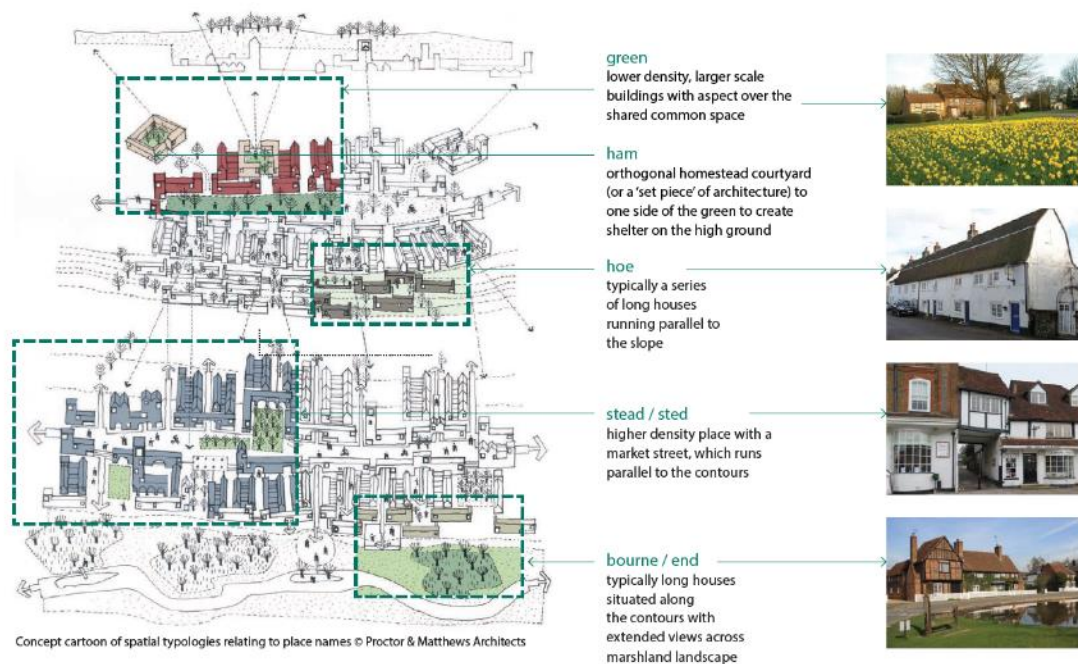 green
lower density, larger scale
buildings with aspect over the
shared common space
ham
orthogonal homestead courtyard
(or a 'set piece' of architecture) to
one side of the green to create
shelter on the high ground
hoe
typically a series
of long houses
running parallel to
the slope
stead / sted
higher density place with a
market street, which runs
parallel to the contours
bourne / end
typically long houses
situated along
the contours with
extended views across
marshland landscape
Concept cartoon of spatial typologies relating to place names © Proctor & Matthews Architects